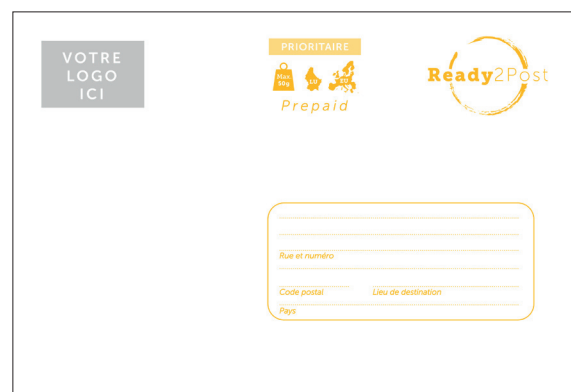 VOTRE
LOGO
ICI
PRIORITAIRE
Max
50g
LU
EU
Prepaid
Ready2Post
Rue et numéro
Code postal
Lieu de destination
Pays